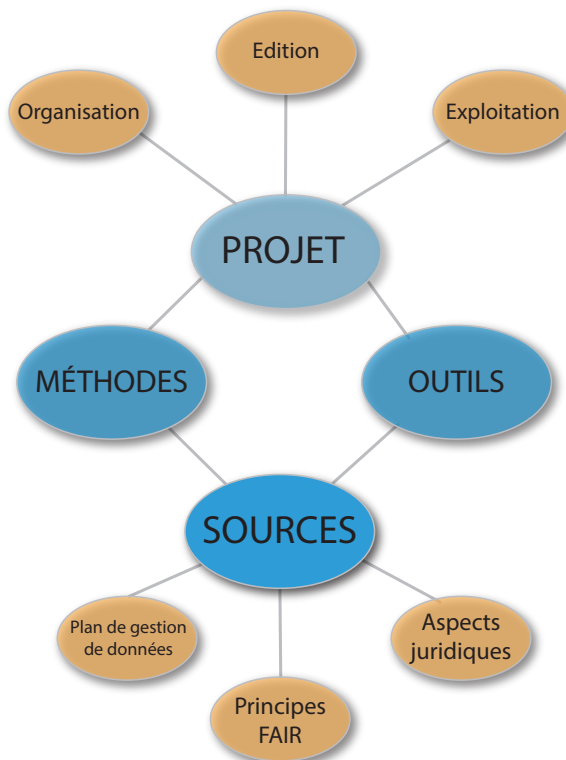 Edition
Organisation
Exploitation
PROJET
MÉTHODES
OUTILS
SOURCES
Plan de gestion
de données
Aspects
juridiques
Principes
FAIR